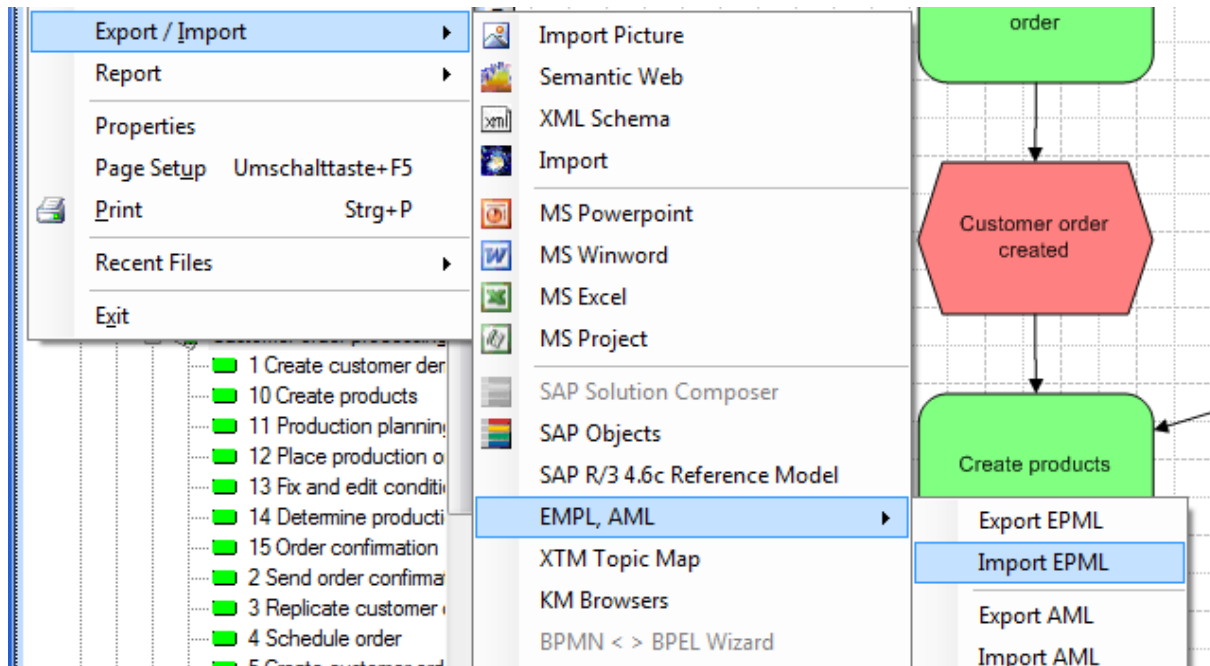 Export / Import
Report
Properties
Page Setup Umschalttaste+F5
Print Strg+P
Recent Files
Exit
1 Create customer der
10 Create products
11 Production planning
12 Place production o
13 Fix and edit conditi
14 Determine producti
15 Order confirmation
2 Send order confirma
3 Replicate customer
4 Schedule order
Import Picture
Semantic Web
XML Schema
Import
MS Powerpoint
MS Winword
MS Excel
MS Project
SAP Solution Composer
SAP Objects
SAP R/3 4.6c Reference Model
EMPL, AML
XTM Topic Map
KM Browsers
BPMN < > BPEL Wizard
Export EPML
Import EPML
Export AML
Import AML
order
Customer order
created
Create products